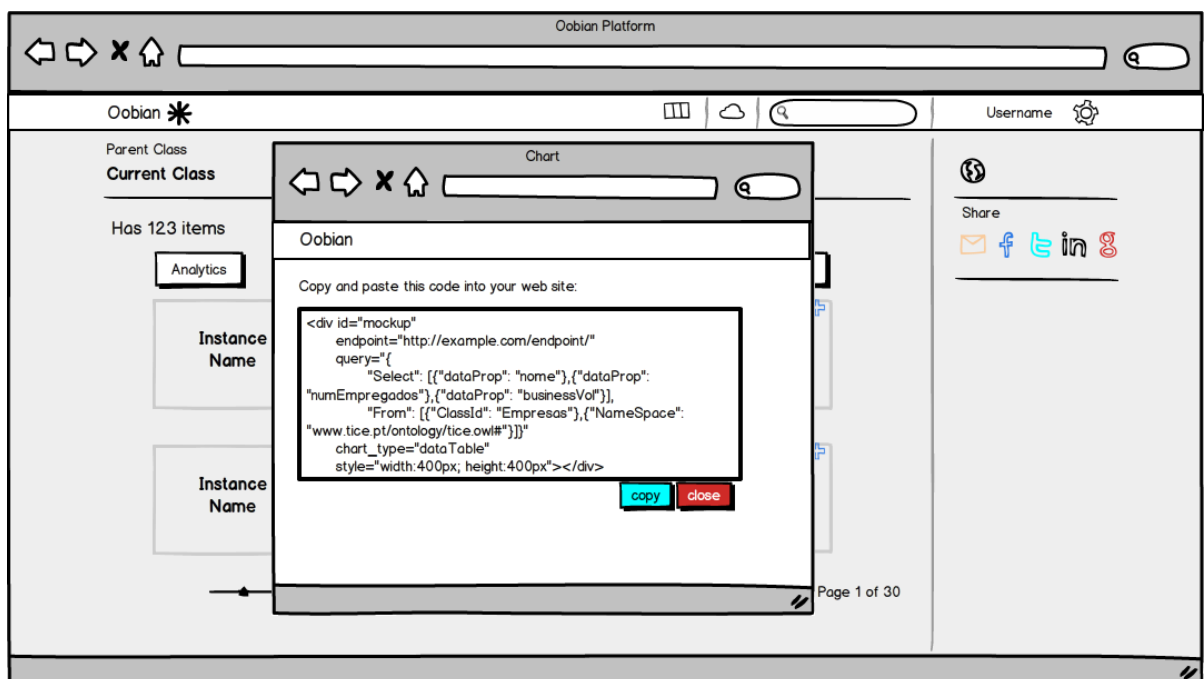 Oobian Platform
Oobian
Username
Parent Class
Current Class
Has 123 items
Analytics
Instance
Name
Instance
Name
Page 1 of 30
Share
Chart
Oobian
Copy and paste this code into your web site:
<div id="mockup"
endpoint="http://example.com/endpoint/"
query="{
"Select": [{"dataProp": "nome"},{"dataProp":
"numEmpregados"},{"dataProp": "businessVol"}],
"From": [{"ClassId": "Empresas"},{"NameSpace":
"www.tice.pt/ontology/tice.owl#"}]}"
chart_type="dataTable"
style="width:400px; height:400px"></div>
copy close